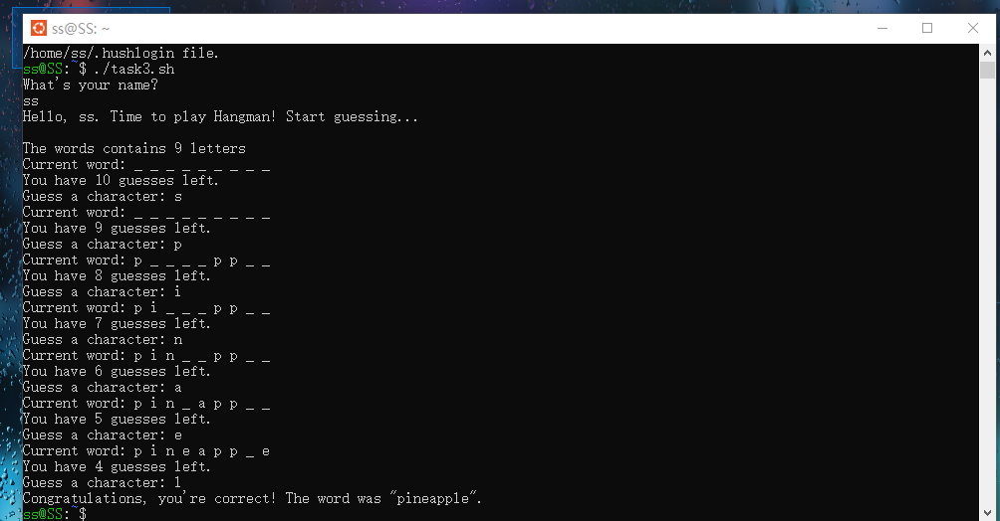 ss@SS: ~
/home/ss/.hushlogin file.
ss@SS:~$ ./task3.sh
What's your name?
ss
Hello, ss. Time to play Hangman! Start guessing...
The words contains 9 letters
Current word: _ _ _ _ _ _ _ _ _
You have 10 guesses left.
Guess a character: s
Current word: _ _ _ _ _ _ _ _ _
You have 9 guesses left.
Guess a character: p
Current word: p _ _ _ _ p p _ _
You have 8 guesses left.
Guess a character: i
Current word: p i _ _ _ p p _ _
You have 7 guesses left.
Guess a character: n
Current word: p i n _ _ p p _ _
You have 6 guesses left.
Guess a character: a
Current word: p i n _ a p p _ _
You have 5 guesses left.
Guess a character: e
Current word: p i n e a p p _ e
You have 4 guesses left.
Guess a character: l
Congratulations, you're correct! The word was "pineapple".
ss@SS:~$